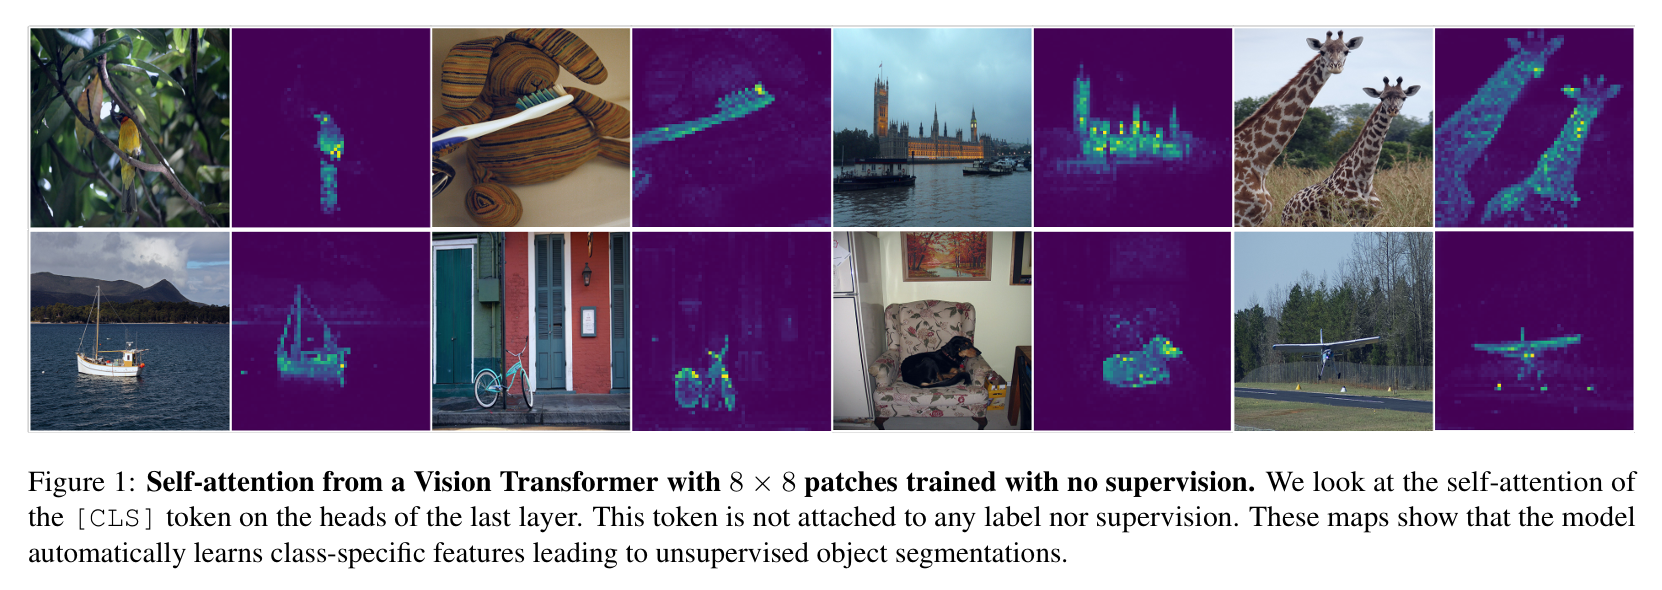 Figure 1: Self-attention from a Vision Transformer with 8 × 8 patches trained with no supervision. We look at the self-attention of
the [CLS] token on the heads of the last layer. This token is not attached to any label nor supervision. These maps show that the model
automatically learns class-specific features leading to unsupervised object segmentations.